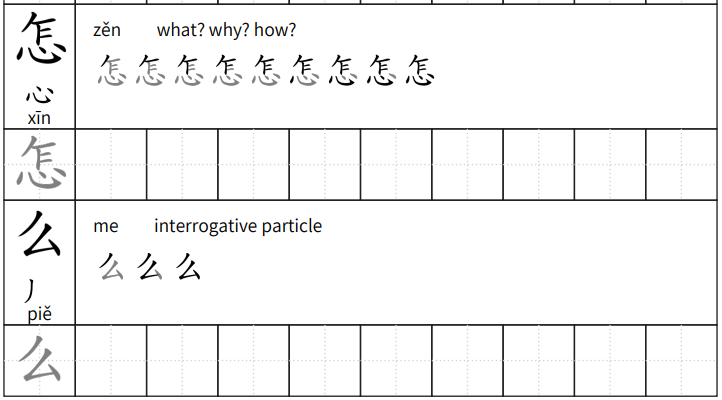 怎 zěn what? why? how?
怎 怎 怎 怎 怎 怎 怎 怎 怎
心
xīn
怎
么 me interrogative particle
么 么 么
丿
piě
么